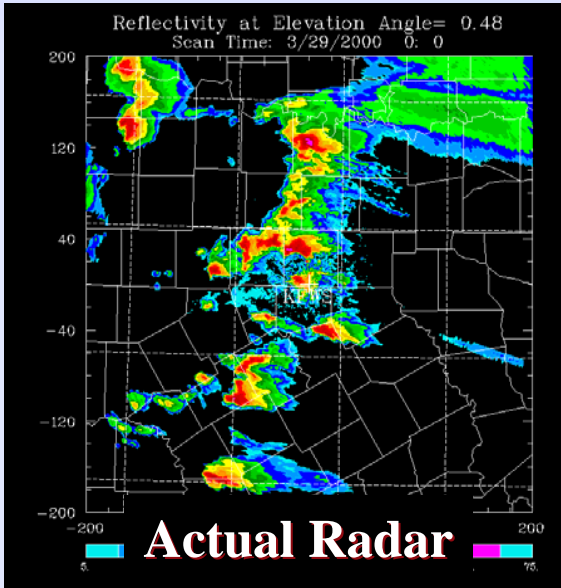 Reflectivity at Elevation Angle= 0.48
Scan Time: 3/29/2000 0: 0
200
120
40
KFWS
-40
-120
-200
-200 200
Actual Radar
5. 75.